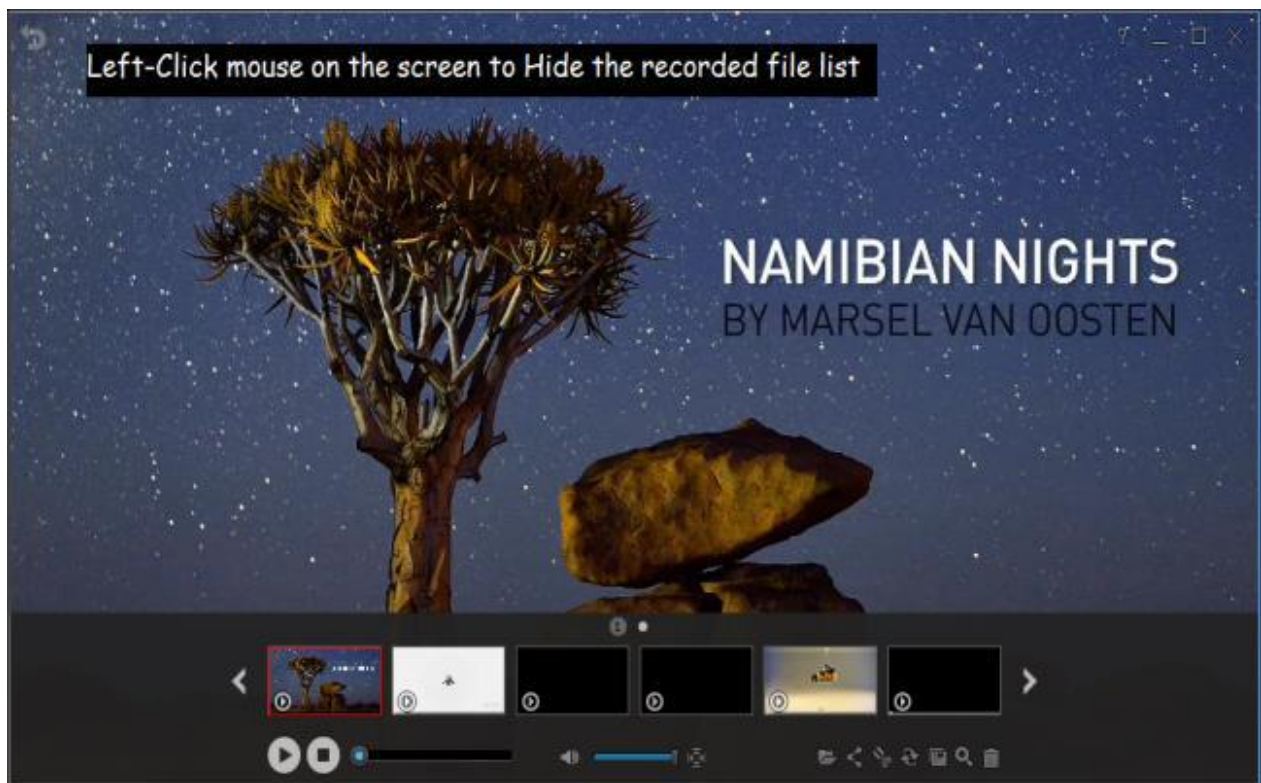 Left-Click mouse on the screen to Hide the recorded file list
NAMIBIAN NIGHTS
BY MARSEL VAN OOSTEN